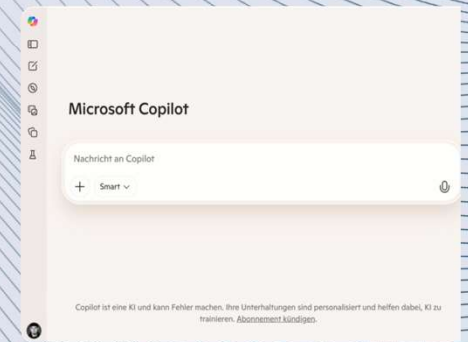 Microsoft Copilot
Nachricht an Copilot
Smart
Copilot ist eine KI und kann Fehler machen. Ihre Unterhaltungen sind personalisiert und helfen dabei, KI zu
trainieren. Abonnement kündigen.